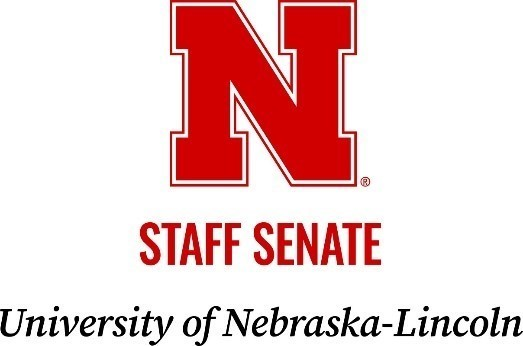 N®
STAFF SENATE
University of Nebraska-Lincoln